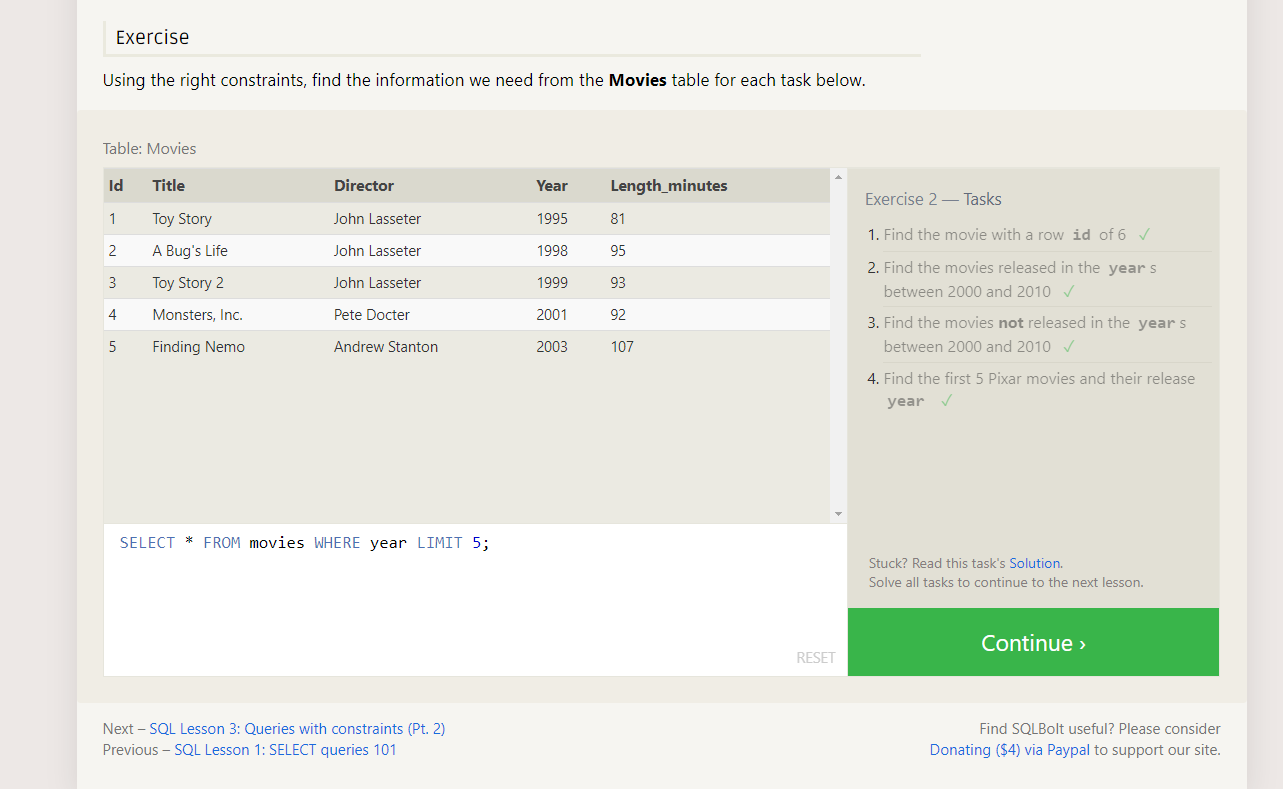 Exercise
Using the right constraints, find the information we need from the Movies table for each task below.
Table: Movies
Id Title Director Year Length_minutes
1 Toy Story John Lasseter 1995 81
2 A Bug's Life John Lasseter 1998 95
3 Toy Story 2 John Lasseter 1999 93
4 Monsters, Inc. Pete Docter 2001 92
5 Finding Nemo Andrew Stanton 2003 107
SELECT * FROM movies WHERE year LIMIT 5;
RESET
Exercise 2 — Tasks
1. Find the movie with a row id of 6 ✓
2. Find the movies released in the year s
between 2000 and 2010 ✓
3. Find the movies not released in the year s
between 2000 and 2010 ✓
4. Find the first 5 Pixar movies and their release
year ✓
Stuck? Read this task's Solution.
Solve all tasks to continue to the next lesson.
Continue ›
Next – SQL Lesson 3: Queries with constraints (Pt. 2)
Previous – SQL Lesson 1: SELECT queries 101
Find SQLBolt useful? Please consider
Donating ($4) via Paypal to support our site.